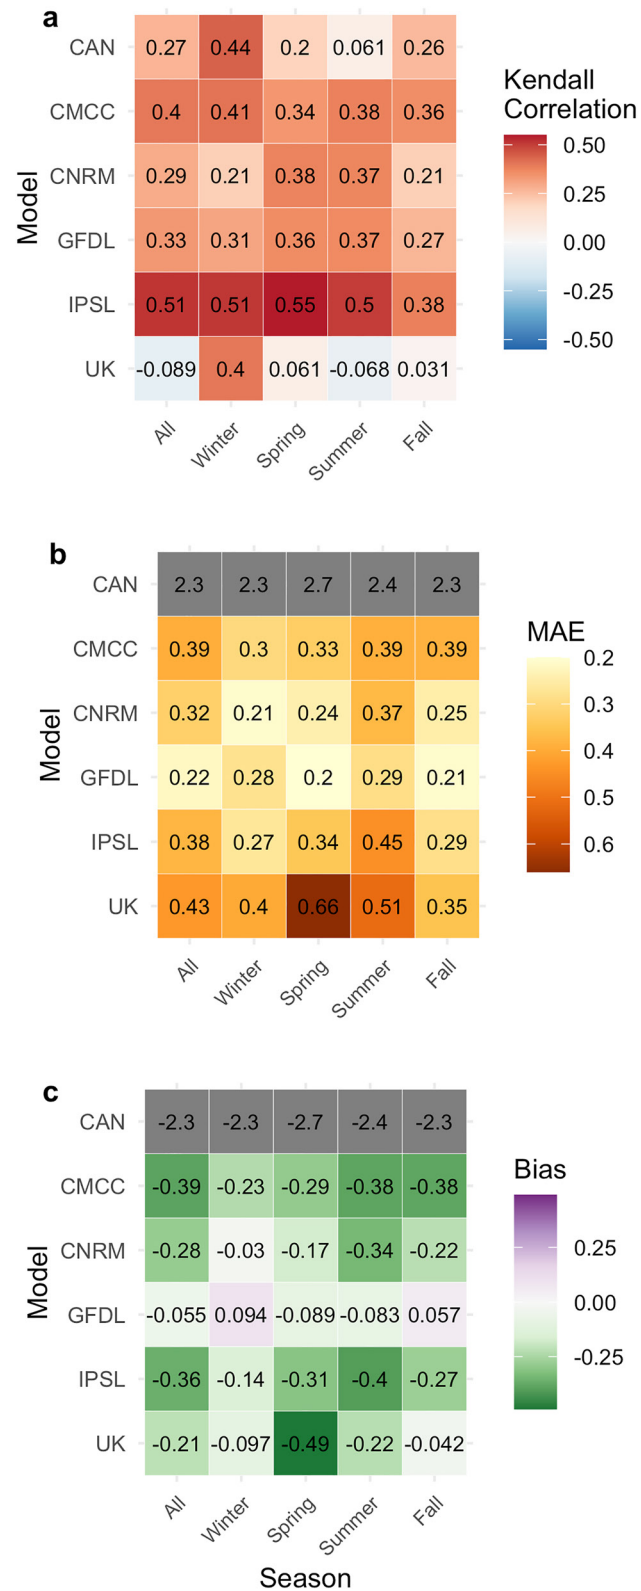 a
CAN 0.27 0.44 0.2 0.061 0.26
CMCC 0.4 0.41 0.34 0.38 0.36
CNRM 0.29 0.21 0.38 0.37 0.21
GFDL 0.33 0.31 0.36 0.37 0.27
IPSL 0.51 0.51 0.55 0.5 0.38
UK -0.089 0.4 0.061 -0.068 0.031
Model
All Winter Spring Summer Fall
Kendall
Correlation
0.50
0.25
0.00
-0.25
-0.50
b
CAN 2.3 2.3 2.7 2.4 2.3
CMCC 0.39 0.3 0.33 0.39 0.39
CNRM 0.32 0.21 0.24 0.37 0.25
GFDL 0.22 0.28 0.2 0.29 0.21
IPSL 0.38 0.27 0.34 0.45 0.29
UK 0.43 0.4 0.66 0.51 0.35
Model
All Winter Spring Summer Fall
MAE
0.2
0.3
0.4
0.5
0.6
c
CAN -2.3 -2.3 -2.7 -2.4 -2.3
CMCC -0.39 -0.23 -0.29 -0.38 -0.38
CNRM -0.28 -0.03 -0.17 -0.34 -0.22
GFDL -0.055 0.094 -0.089 -0.083 0.057
IPSL -0.36 -0.14 -0.31 -0.4 -0.27
UK -0.21 -0.097 -0.49 -0.22 -0.042
Model
All Winter Spring Summer Fall
Season
Bias
0.25
0.00
-0.25